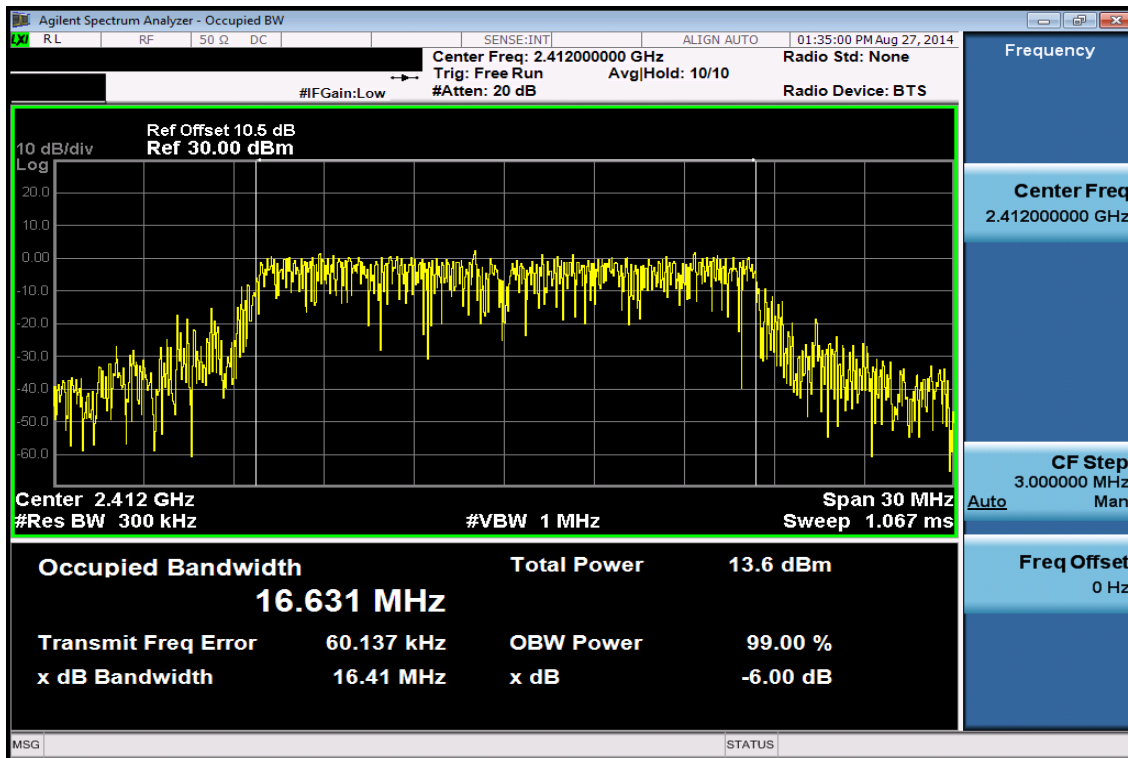 Agilent Spectrum Analyzer - Occupied BW
LXI RL RF 50 Ω DC SENSE:INT ALIGN AUTO 01:35:00 PM Aug 27, 2014
Center Freq: 2.412000000 GHz Radio Std: None
Trig: Free Run Avg|Hold: 10/10
#IFGain:Low #Atten: 20 dB Radio Device: BTS
Ref Offset 10.5 dB
10 dB/div Ref 30.00 dBm
Log
20.0
10.0
0.00
-10.0
-20.0
-30.0
-40.0
-50.0
-60.0
Center 2.412 GHz Span 30 MHz
#Res BW 300 kHz #VBW 1 MHz Sweep 1.067 ms
Occupied Bandwidth Total Power 13.6 dBm
16.631 MHz
Transmit Freq Error 60.137 kHz OBW Power 99.00 %
x dB Bandwidth 16.41 MHz x dB -6.00 dB
MSG STATUS
Frequency
Center Freq
2.412000000 GHz
CF Step
3.000000 MHz
Auto Man
Freq Offset
0 Hz